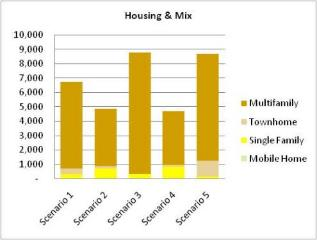 Housing & Mix
10,000
9,000
8,000
7,000
6,000
5,000
4,000
3,000
2,000
1,000
-
Multifamily
Townhome
Single Family
Mobile Home
Scenario 1
Scenario 2
Scenario 3
Scenario 4
Scenario 5